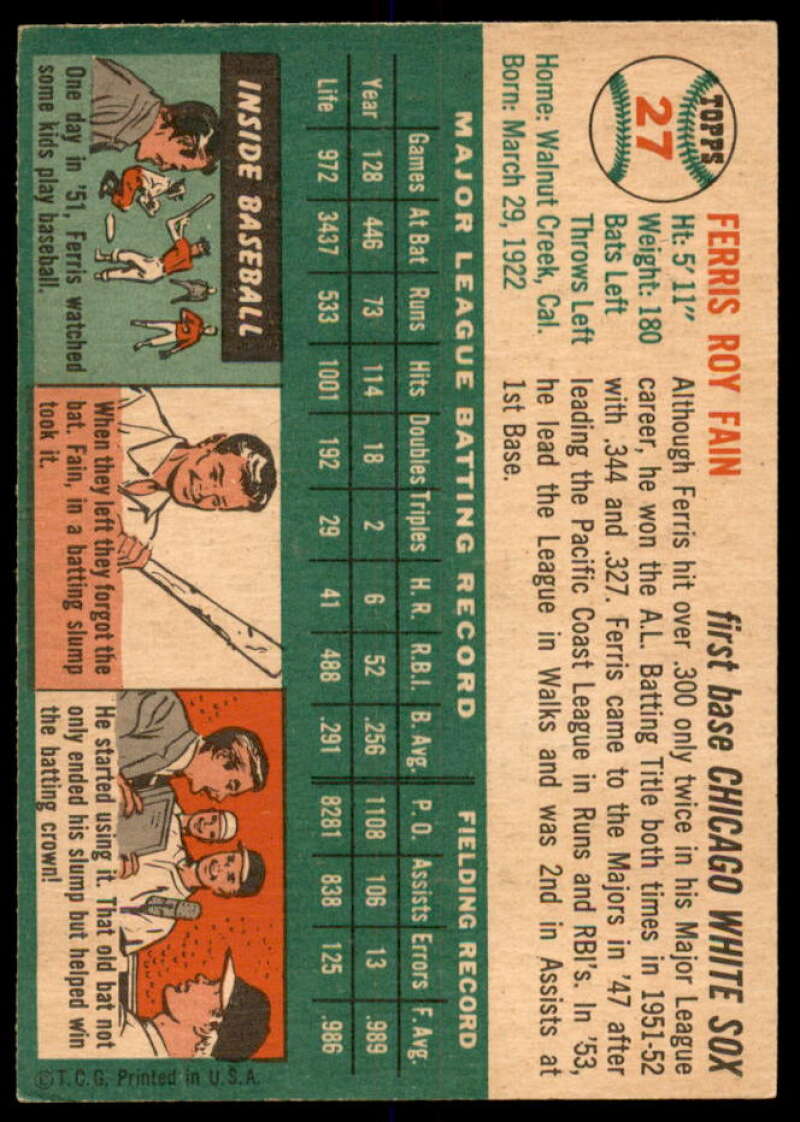 TOPPS
27
FERRIS ROY FAIN
first base CHICAGO WHITE SOX
Ht: 5' 11"
Weight: 180
Bats Left
Throws Left
Home: Walnut Creek, Cal.
Born: March 29, 1922
Although Ferris hit over .300 only twice in his Major League
career, he won the A.L. Batting Title both times in 1951-52
with .344 and .327. Ferris came to the Majors in '47 after
leading the Pacific Coast League in Runs and RBI's. In '53,
he lead the League in Walks and was 2nd in Assists at
1st Base.
MAJOR LEAGUE BATTING RECORD FIELDING RECORD
Games At Bat Runs Hits Doubles Triples H. R. R.B.I. B. Avg. P. O. Assists Errors F. Avg.
Year 128 446 73 114 18 2 6 52 .256 1108 106 13 .989
Life 972 3437 533 1001 192 29 41 488 .291 8281 838 125 .986
INSIDE BASEBALL
One day in '51, Ferris watched
some kids play baseball.
When they left they forgot the
bat. Fain, in a batting slump
took it.
He started using it. That old bat not
only ended his slump but helped win
the batting crown!
© T. C. G. Printed in U. S. A.